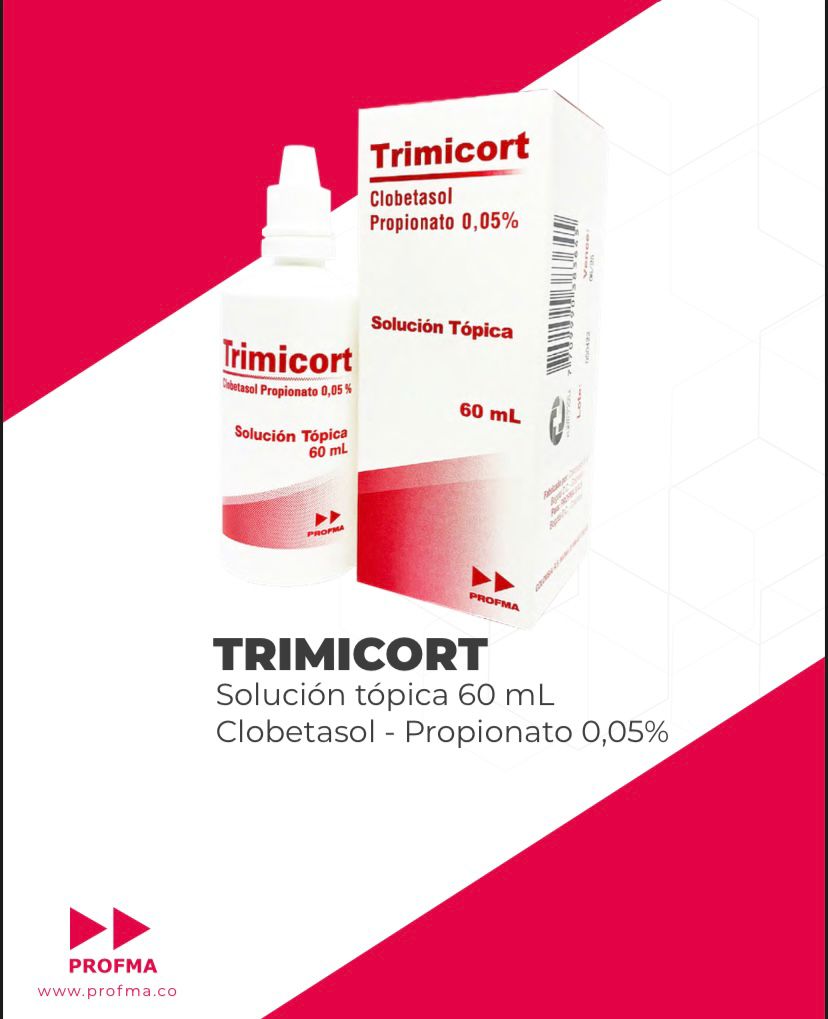 Trimicort
Clobetasol
Propionato 0,05%
Solución Tópica
60 mL
PROFMA
Vence:
Lote:
Trimicort
Clobetasol Propionato 0,05 %
Solución Tópica
60 mL
PROFMA
TRIMICORT
Solución tópica 60 mL
Clobetasol - Propionato 0,05%
PROFMA
www.profma.co